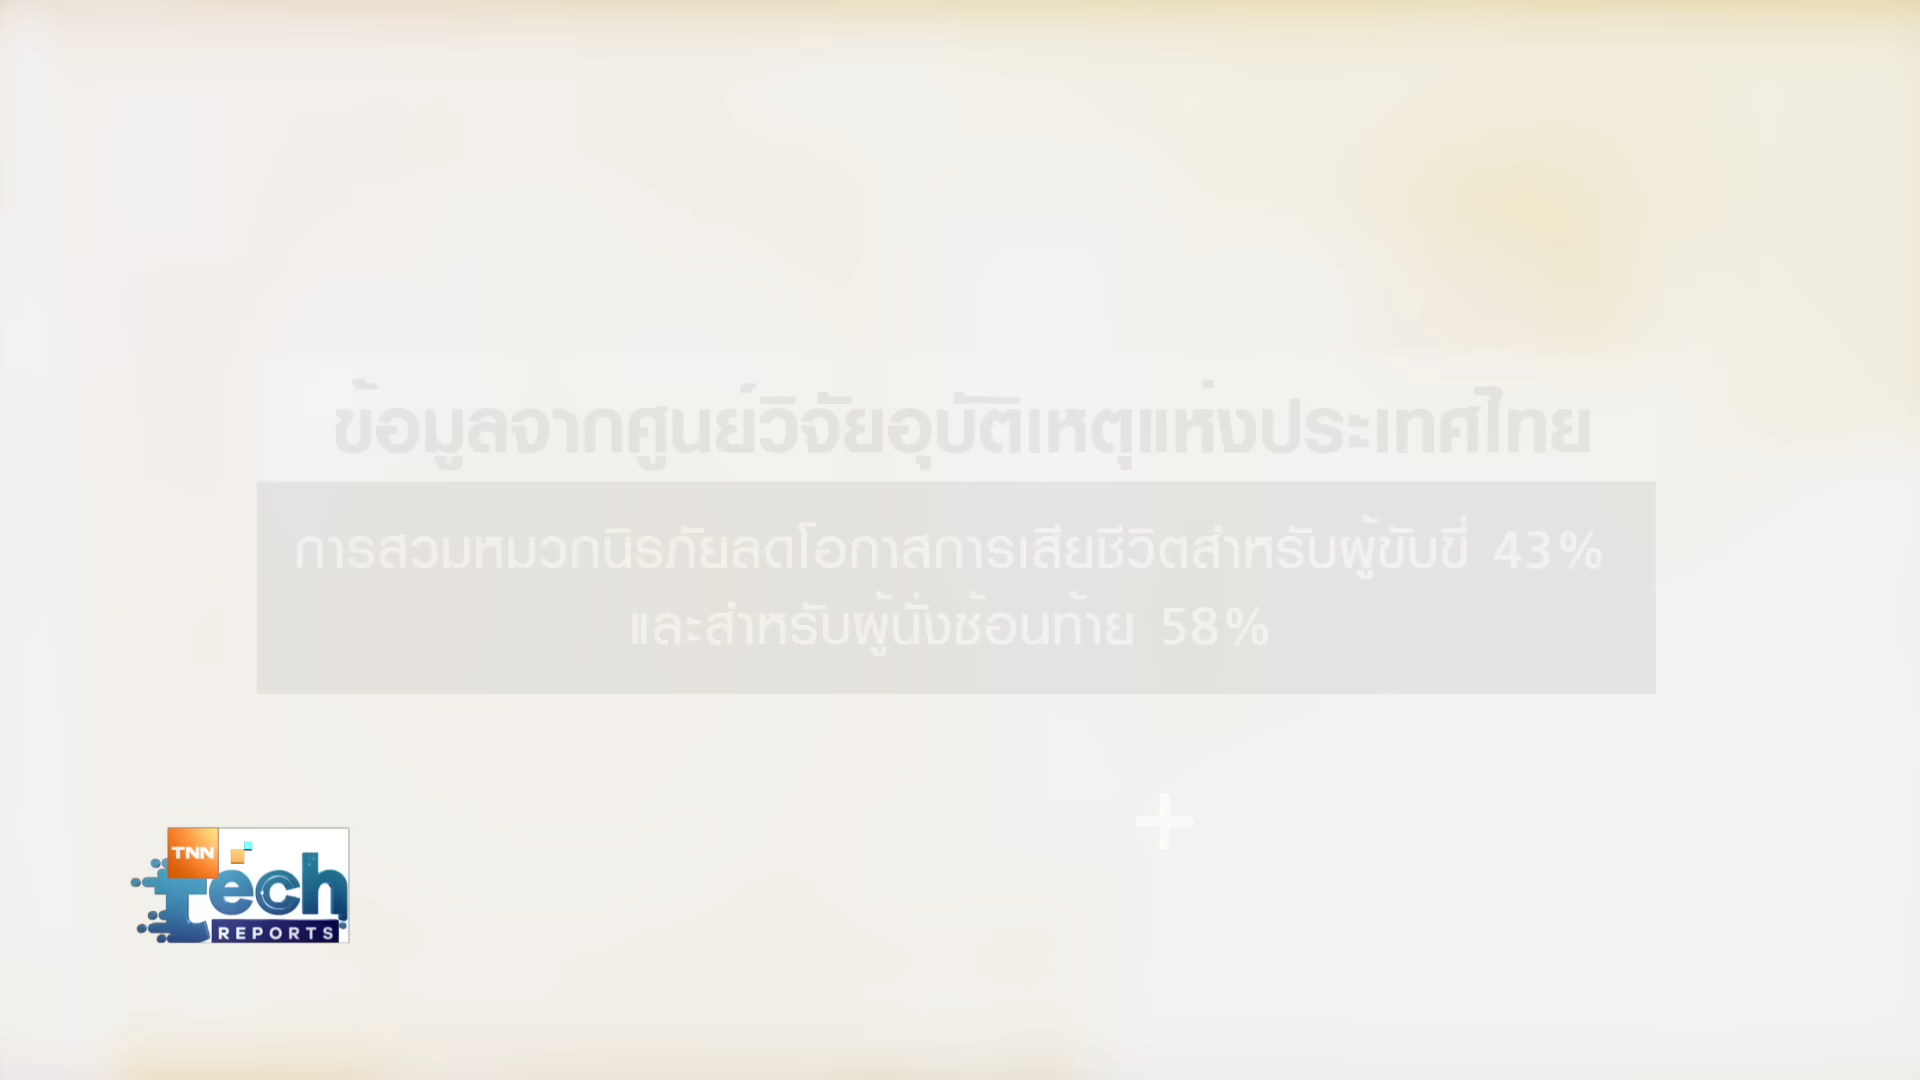 ข้อมูลจากศูนย์วิจัยอุบัติเหตุแห่งประเทศไทย
การสวมหมวกนิรภัยลดโอกาสการเสียชีวิตสำหรับผู้ขับขี่ 43%
และสำหรับผู้นั่งซ้อนท้าย 58%
TNN
Tech
REPORTS